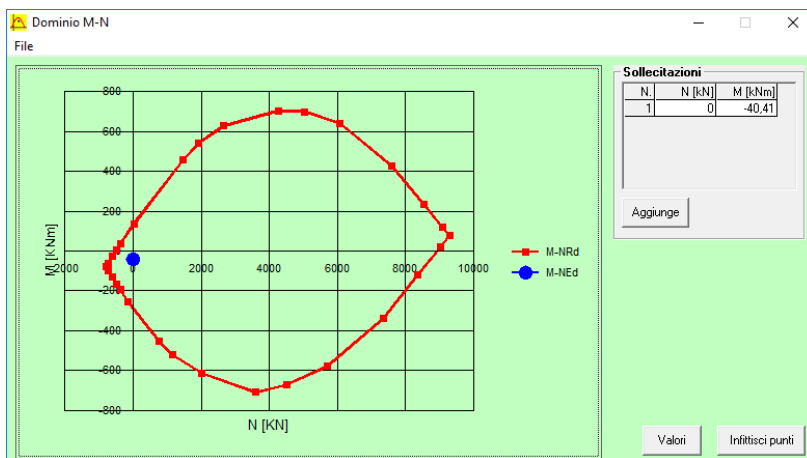 Dominio M-N
File
800
600
400
200
-2000
0
2000
4000
6000
8000
10000
-200
-400
-600
-800
M [KNm]
N [KN]
M-NRd
M-NEd
Sollecitazioni
N. N [kN] M [kNm]
1 0 -40,41
Aggiunge
Valori
Infittisci punti